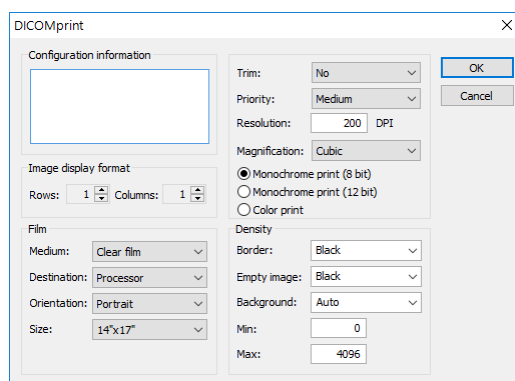 DICOMprint
Configuration information
Image display format
Rows: 1 Columns: 1
Film
Medium: Clear film
Destination: Processor
Orientation: Portrait
Size: 14"x17"
Trim: No
Priority: Medium
Resolution: 200 DPI
Magnification: Cubic
Monochrome print (8 bit)
Monochrome print (12 bit)
Color print
Density
Border: Black
Empty image: Black
Background: Auto
Min: 0
Max: 4096
OK
Cancel